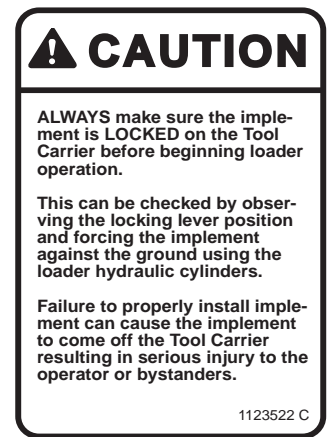 CAUTION
ALWAYS make sure the imple-
ment is LOCKED on the Tool
Carrier before beginning loader
operation.
This can be checked by obser-
ving the locking lever position
and forcing the implement
against the ground using the
loader hydraulic cylinders.
Failure to properly install imple-
ment can cause the implement
to come off the Tool Carrier
resulting in serious injury to the
operator or bystanders.
1123522 C